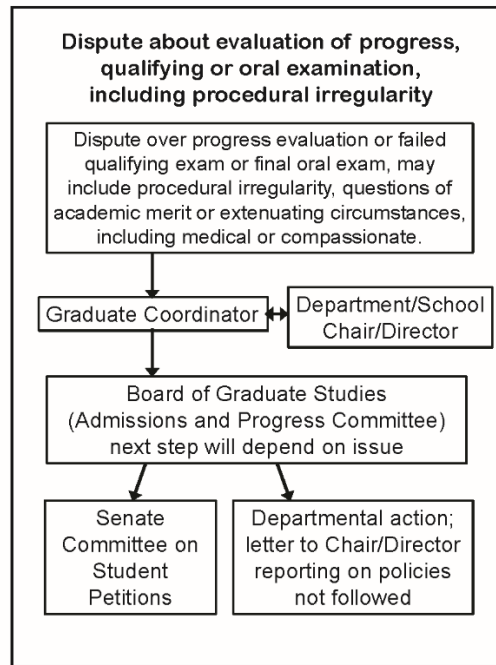 Dispute about evaluation of progress,
qualifying or oral examination,
including procedural irregularity
Dispute over progress evaluation or failed
qualifying exam or final oral exam, may
include procedural irregularity, questions of
academic merit or extenuating circumstances,
including medical or compassionate.
Graduate Coordinator
Department/School
Chair/Director
Board of Graduate Studies
(Admissions and Progress Committee)
next step will depend on issue
Senate
Committee on
Student
Petitions
Departmental action;
letter to Chair/Director
reporting on policies
not followed